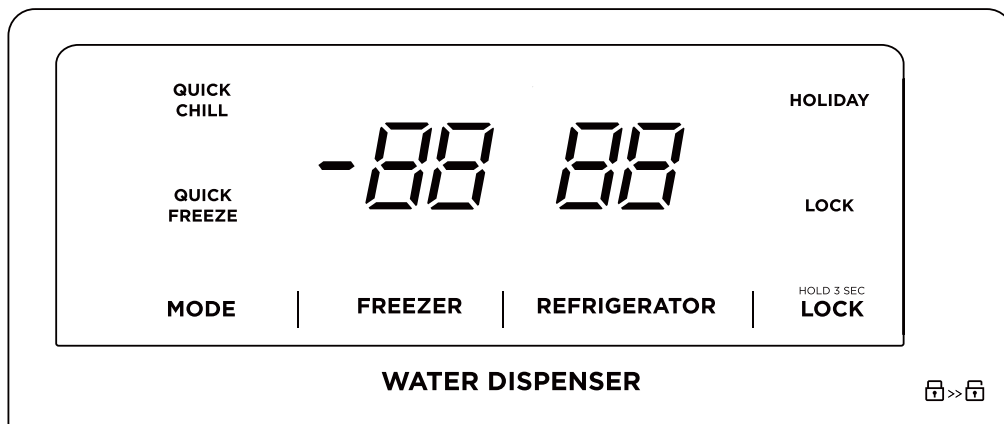 QUICK
CHILL
HOLIDAY
-88 88
QUICK
FREEZE
LOCK
MODE
FREEZER
REFRIGERATOR
HOLD 3 SEC
LOCK
WATER DISPENSER
>>